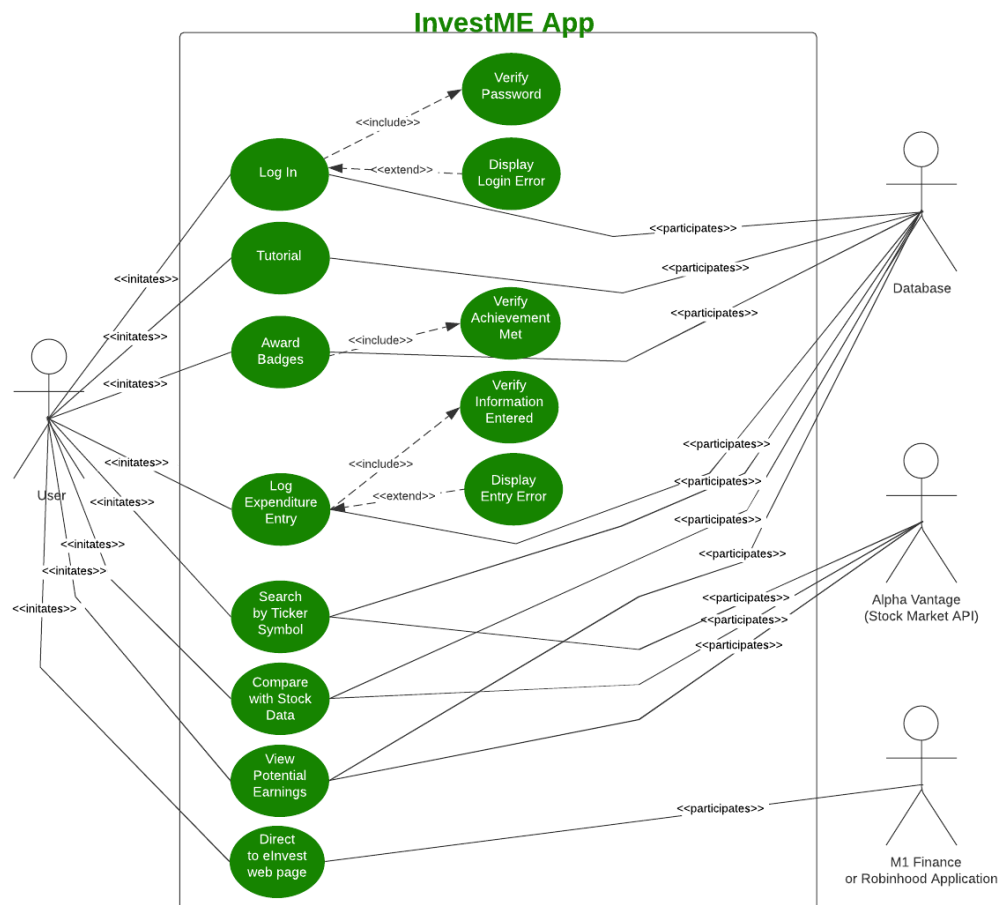 InvestME App
Verify
Password
<<include>>
Log In
<<extend>>
Display
Login Error
<<participates>>
Database
Tutorial
<<initates>>
<<participates>>
<<initates>>
Award
Badges
<<include>>
Verify
Achievement
Met
<<participates>>
<<initates>>
User
Verify
Information
Entered
<<initates>>
<<include>>
<<participates>>
Log
Expenditure
Entry
<<extend>>
Display
Entry Error
<<participates>>
<<initates>>
<<participates>>
<<initates>>
<<participates>>
<<initates>>
<<initates>>
Search
by Ticker
Symbol
<<participates>>
<<participates>>
<<participates>>
Alpha Vantage
(Stock Market API)
Compare
with Stock
Data
View
Potential
Earnings
<<participates>>
Direct
to eInvest
web page
M1 Finance
or Robinhood Application